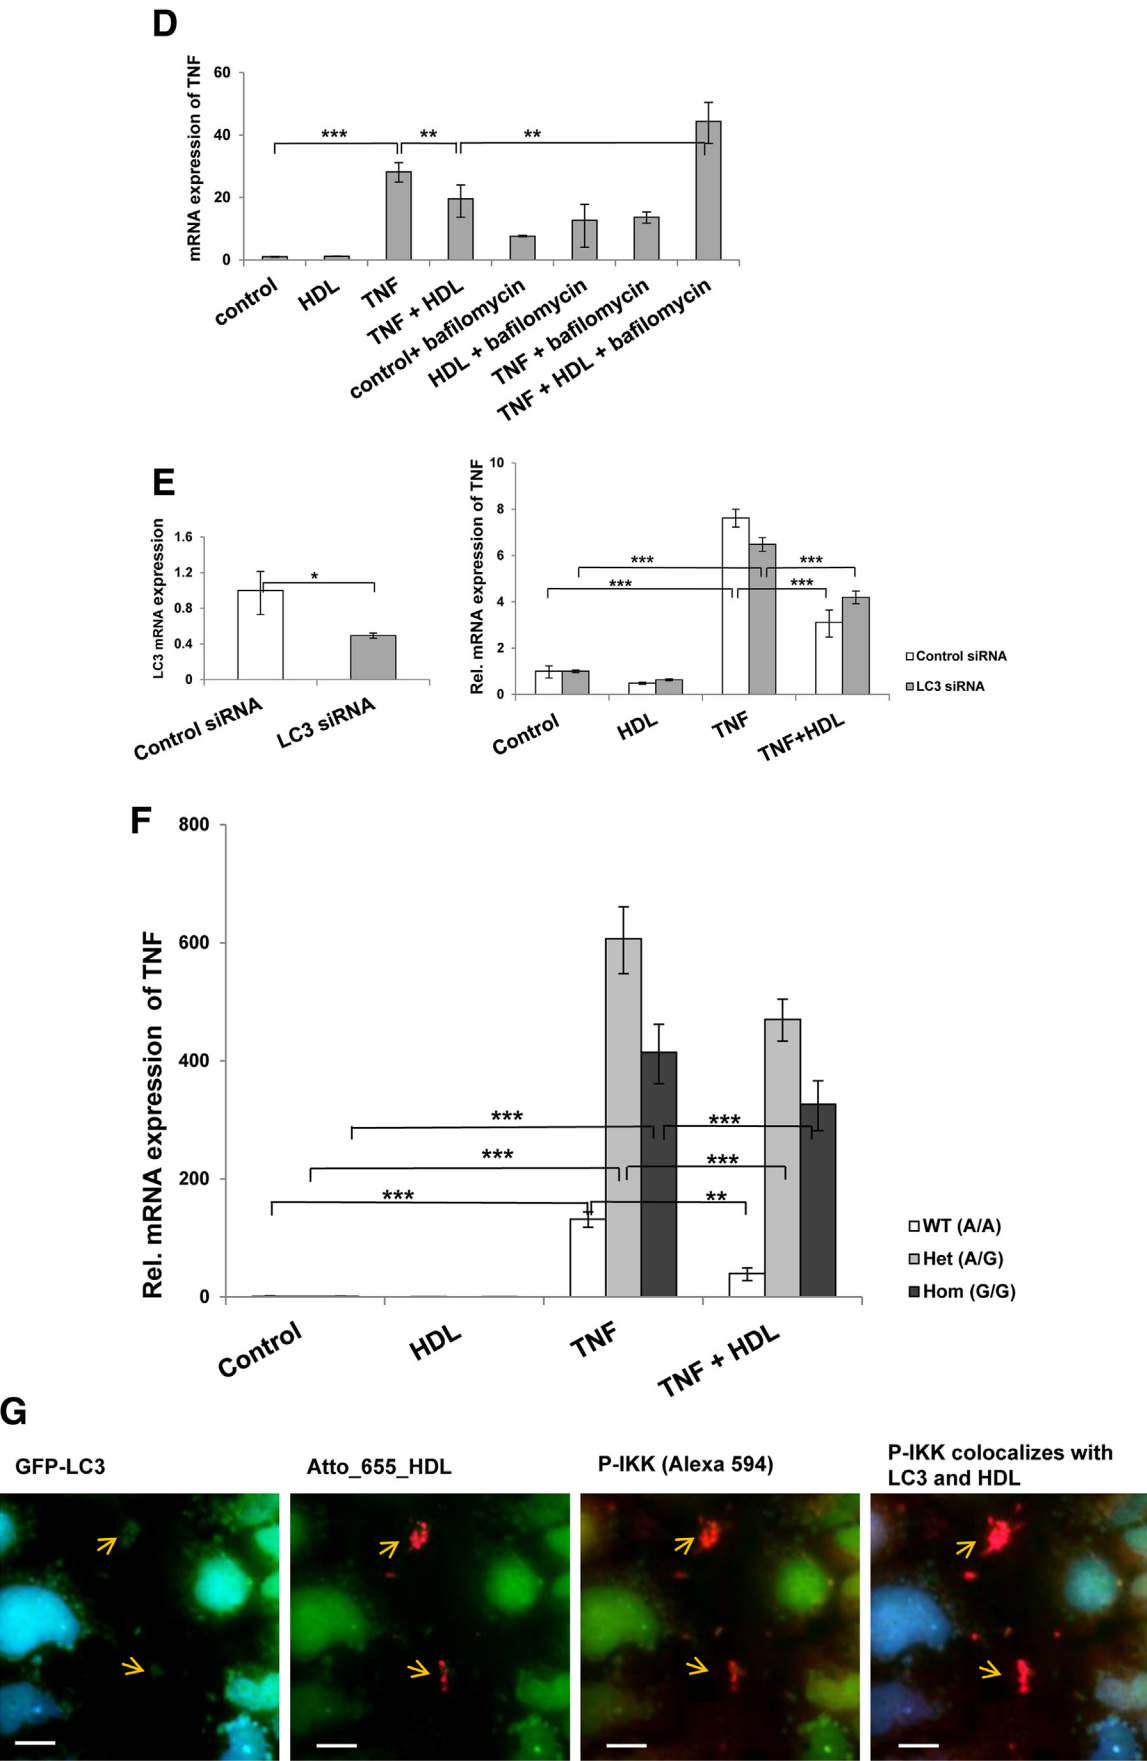 D
mRNA expression of TNF
60
40
20
0
***
**
**
control
HDL
TNF
TNF + HDL
control+ bafilomycin
HDL + bafilomycin
TNF + bafilomycin
TNF + HDL + bafilomycin
E
LC3 mRNA expression
1.6
1.2
0.8
0.4
0
*
Control siRNA
LC3 siRNA
Rel. mRNA expression of TNF
10
8
6
4
2
0
***
***
***
***
Control
HDL
TNF
TNF+HDL
Control siRNA
LC3 siRNA
F
Rel. mRNA expression of TNF
800
600
400
200
0
***
***
***
***
***
**
Control
HDL
TNF
TNF + HDL
WT (A/A)
Het (A/G)
Hom (G/G)
G
GFP-LC3
Atto_655_HDL
P-IKK (Alexa 594)
P-IKK colocalizes with
LC3 and HDL